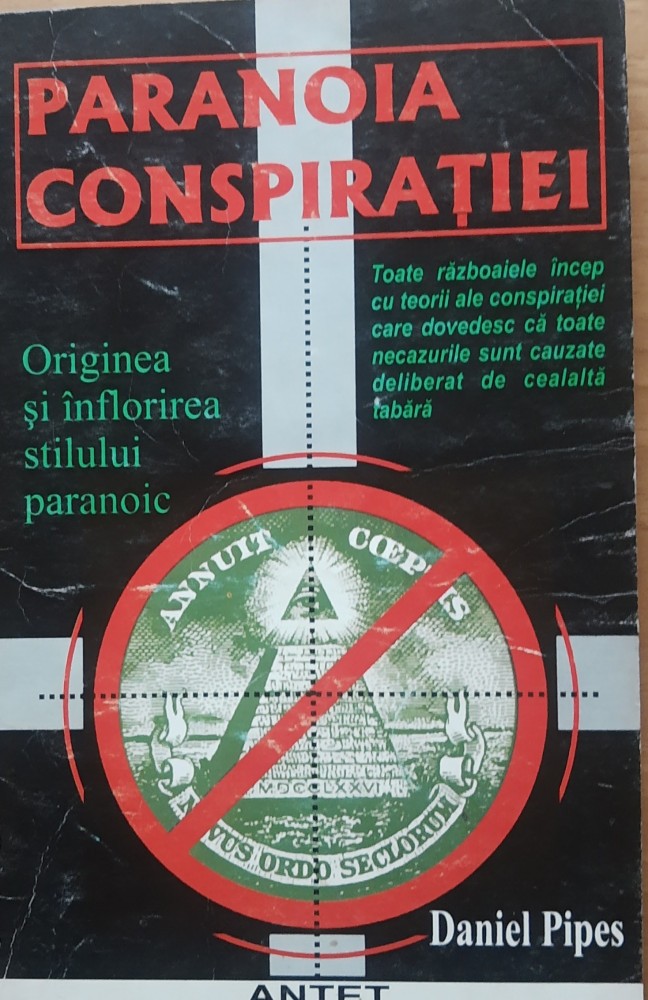 PARANOIA
CONSPIRAȚIEI
Toate războaiele încep
cu teorii ale conspirației
care dovedesc că toate
necazurile sunt cauzate
deliberat de cealaltă
tabără
Originea
şi înflorirea
stilului
paranoic
ANNUIT
MDCCLXXVI
ORDO SECLORUM
Daniel Pipes
ANTET